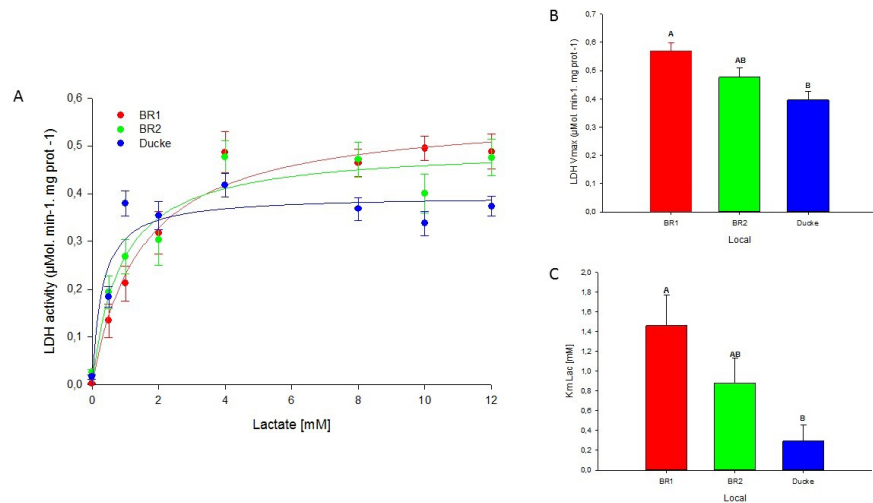 A
LDH activity (µMol. min-1. mg prot -1)
0,6
0,5
0,4
0,3
0,2
0,1
0,0
BR1
BR2
Ducke
0 2 4 6 8 10 12
Lactate [mM]
B
LDH Vmax (µMol. min-1. mg prot -1)
0,7
0,6
0,5
0,4
0,3
0,2
0,1
0,0
A
AB
B
BR1 BR2 Ducke
Local
C
Km Lac [mM]
2,0
1,8
1,6
1,4
1,2
1,0
0,8
0,6
0,4
0,2
0,0
A
AB
B
BR1 BR2 Ducke
Local